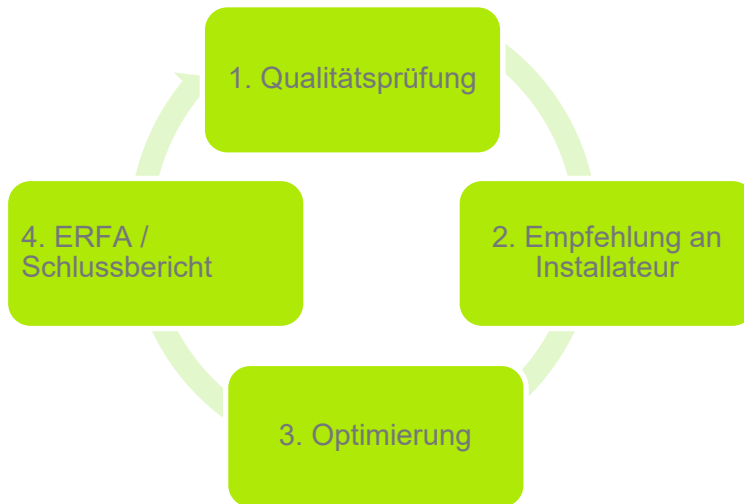 1. Qualitätsprüfung
2. Empfehlung an
Installateur
3. Optimierung
4. ERFA /
Schlussbericht